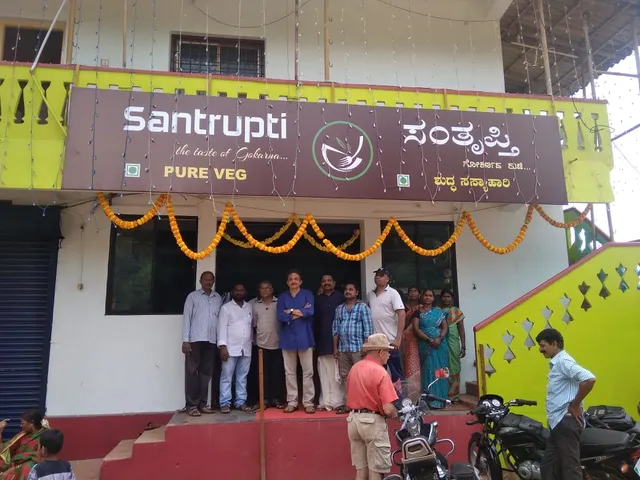 Santrupti
the taste of Gokarna...
PURE VEG
ಸಂತೃಪ್ತಿ
ಗೋಕರ್ಣದ ರುಚಿ...
ಶುದ್ಧ ಸಸ್ಯಾಹಾರಿ